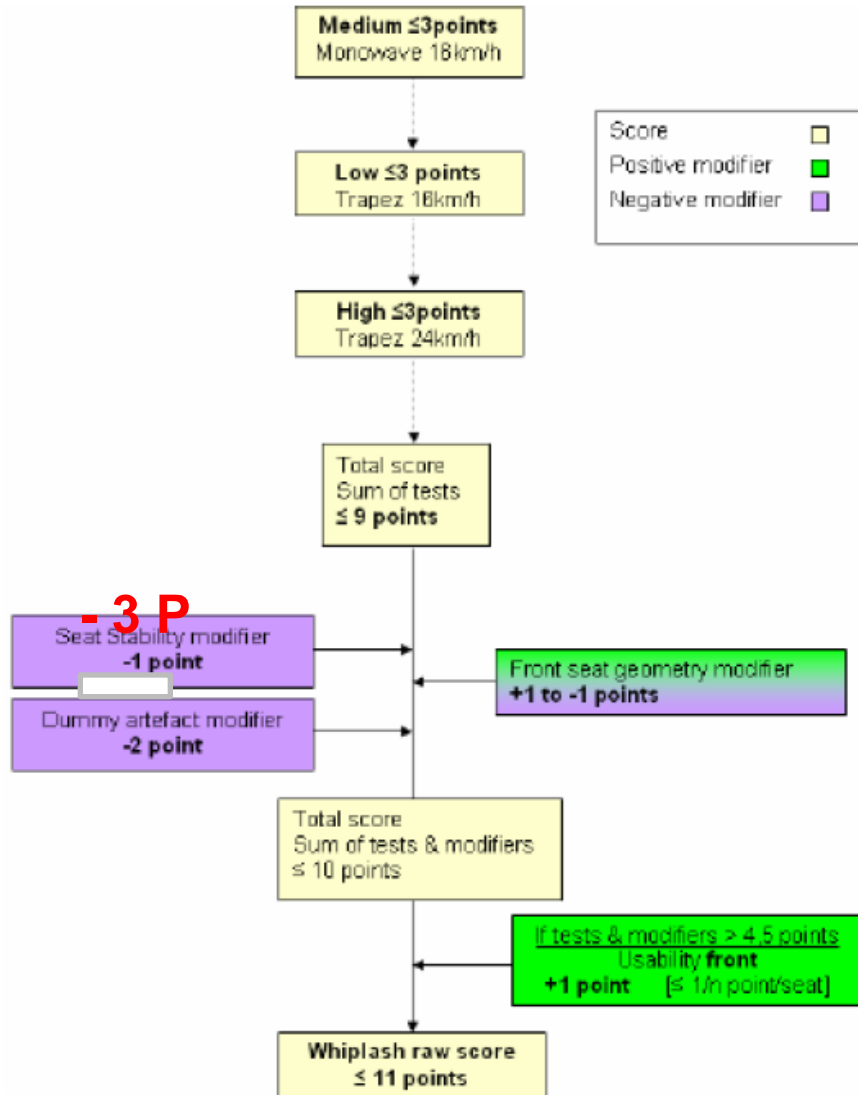 Medium ≤3points
Monowave 16km/h
Score
Positive modifier
Negative modifier
Low ≤3 points
Trapez 16km/h
High ≤3points
Trapez 24km/h
Total score
Sum of tests
≤ 9 points
- 3 P
Seat Stability modifier
-1 point
Front seat geometry modifier
+1 to -1 points
Dummy artefact modifier
-2 point
Total score
Sum of tests & modifiers
≤ 10 points
If tests & modifiers > 4,5 points
Usability front
+1 point [≤ 1/n point/seat]
Whiplash raw score
≤ 11 points